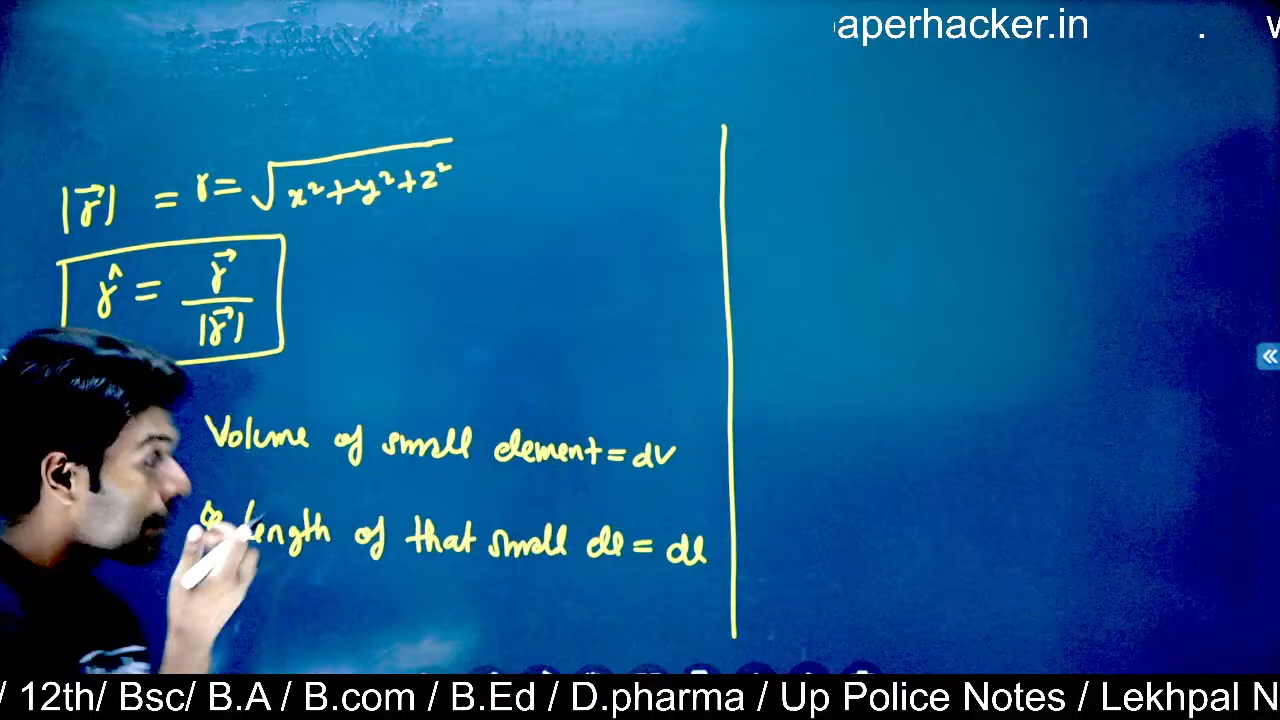 aperhacker.in .
|r⃗| = r = √x²+y²+z²
r̂ = r⃗/|r⃗|
Volume of small element = dv
Length of that small dl = dl
/ 12th/ Bsc/ B.A / B.com / B.Ed / D.pharma / Up Police Notes / Lekhpal N